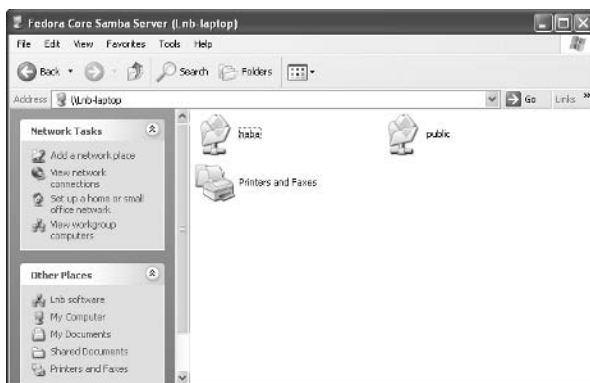 Fedora Core Samba Server (Lnb-laptop)
File Edit View Favorites Tools Help
Back Search Folders
Address \\Lnb-laptop Go Links »
Network Tasks
Add a network place
View network
connections
Set up a home or small
office network
View workgroup
computers
Other Places
Lnb software
My Computer
My Documents
Shared Documents
Printers and Faxes
public
Printers and Faxes